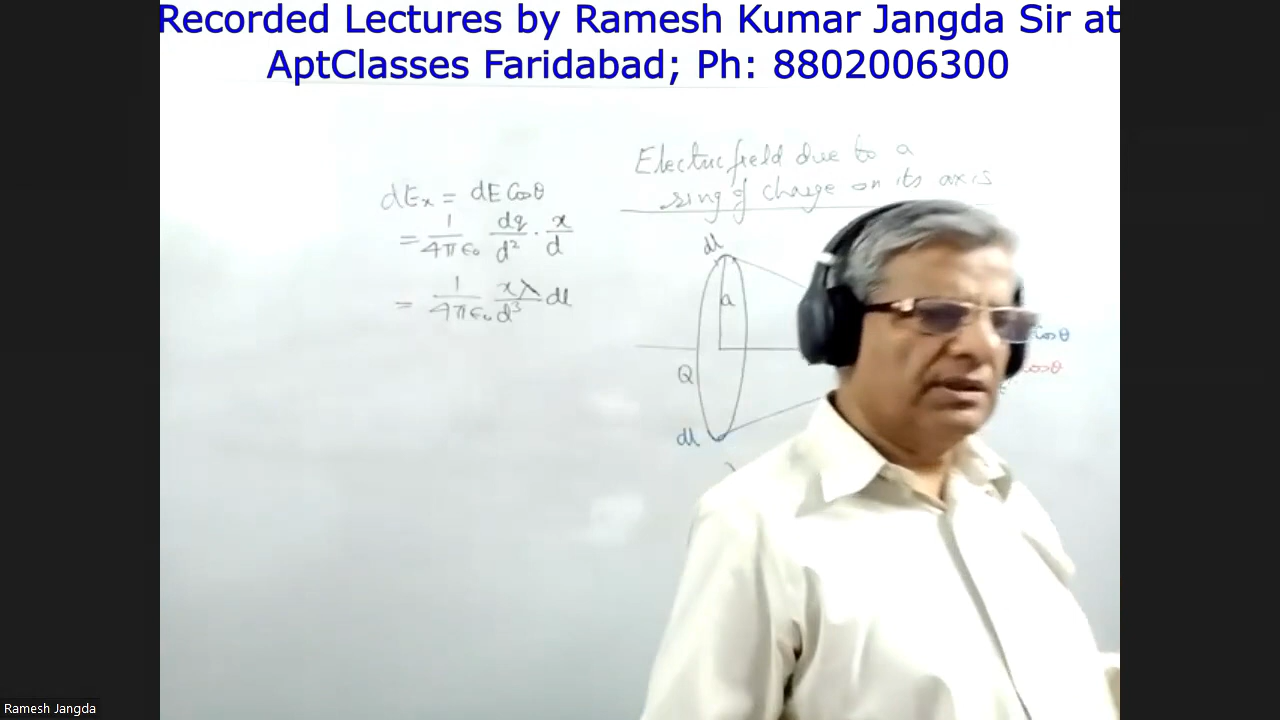 Recorded Lectures by Ramesh Kumar Jangda Sir at
AptClasses Faridabad; Ph: 8802006300
Electric field due to a
ring of charge on its axis
dEₓ = dE Cosθ
= 1/4πε₀ dq/d² · x/d
= 1/4πε₀ xλ/d³ dl
dl
a
Q
dl
Cosθ
cosθ
Ramesh Jangda